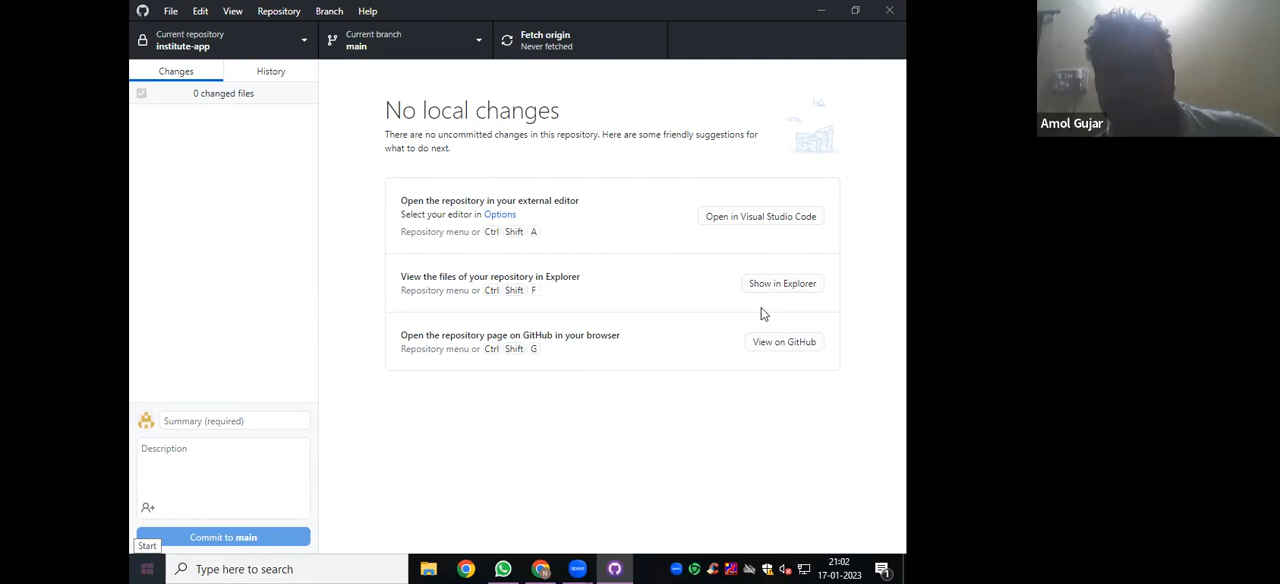 File Edit View Repository Branch Help
Current repository
institute-app
Current branch
main
Fetch origin
Never fetched
Changes History
0 changed files
No local changes
There are no uncommitted changes in this repository. Here are some friendly suggestions for
what to do next.
Open the repository in your external editor
Select your editor in Options
Repository menu or Ctrl Shift A
Open in Visual Studio Code
View the files of your repository in Explorer
Repository menu or Ctrl Shift F
Show in Explorer
Open the repository page on GitHub in your browser
Repository menu or Ctrl Shift G
View on GitHub
Summary (required)
Description
Commit to main
Start
Type here to search
zoom
21:02
17-01-2023
1
Amol Gujar